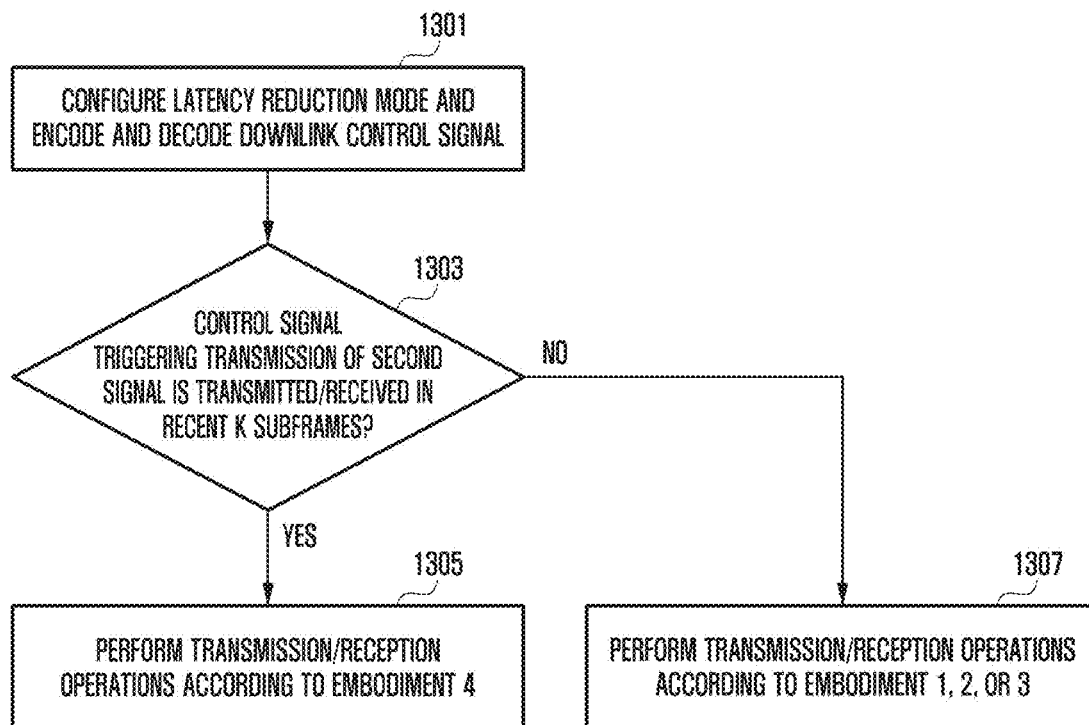 1301
CONFIGURE LATENCY REDUCTION MODE AND
ENCODE AND DECODE DOWNLINK CONTROL SIGNAL
1303
CONTROL SIGNAL
TRIGGERING TRANSMISSION OF SECOND
SIGNAL IS TRANSMITTED/RECEIVED IN
RECENT K SUBFRAMES?
NO
YES
1305
PERFORM TRANSMISSION/RECEPTION
OPERATIONS ACCORDING TO EMBODIMENT 4
1307
PERFORM TRANSMISSION/RECEPTION OPERATIONS
ACCORDING TO EMBODIMENT 1, 2, OR 3